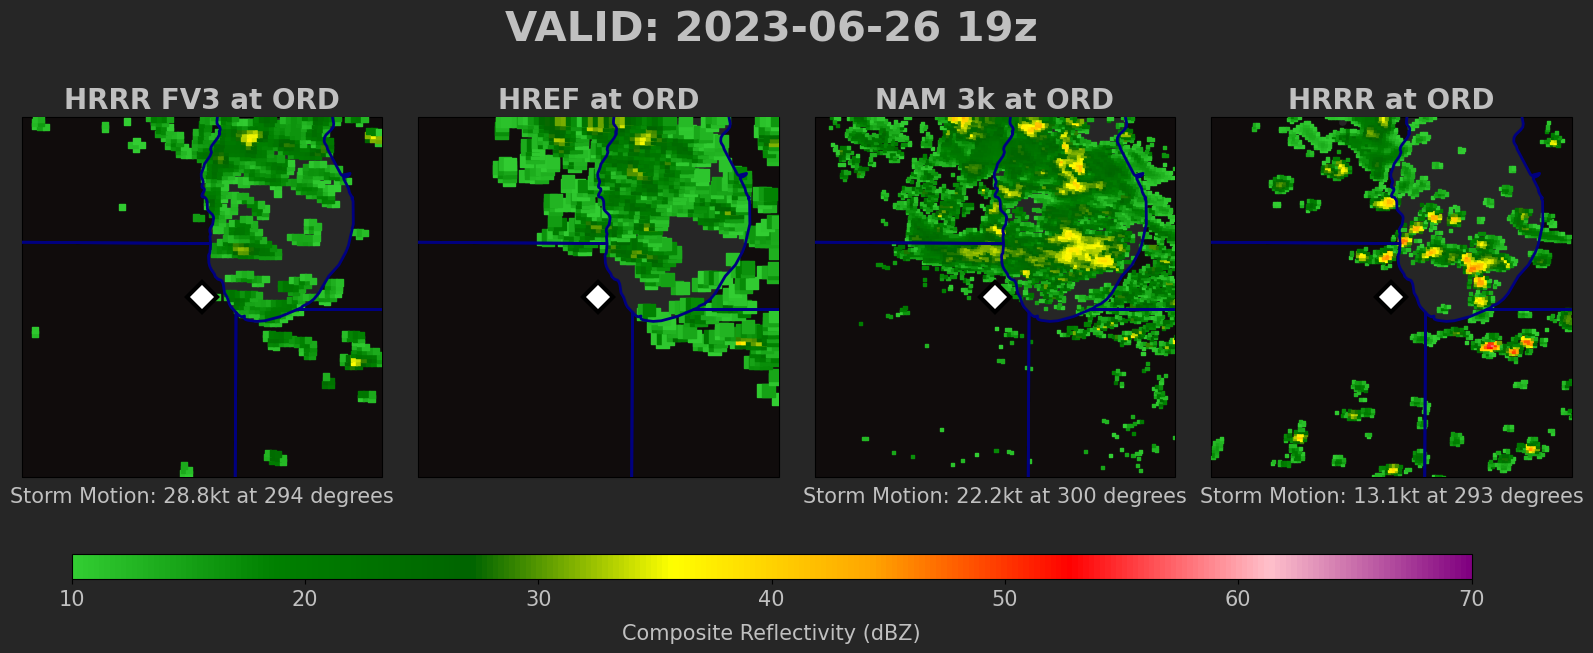 VALID: 2023-06-26 19z
HRRR FV3 at ORD
HREF at ORD
NAM 3k at ORD
HRRR at ORD
Storm Motion: 28.8kt at 294 degrees
Storm Motion: 22.2kt at 300 degrees
Storm Motion: 13.1kt at 293 degrees
10 20 30 40 50 60 70
Composite Reflectivity (dBZ)